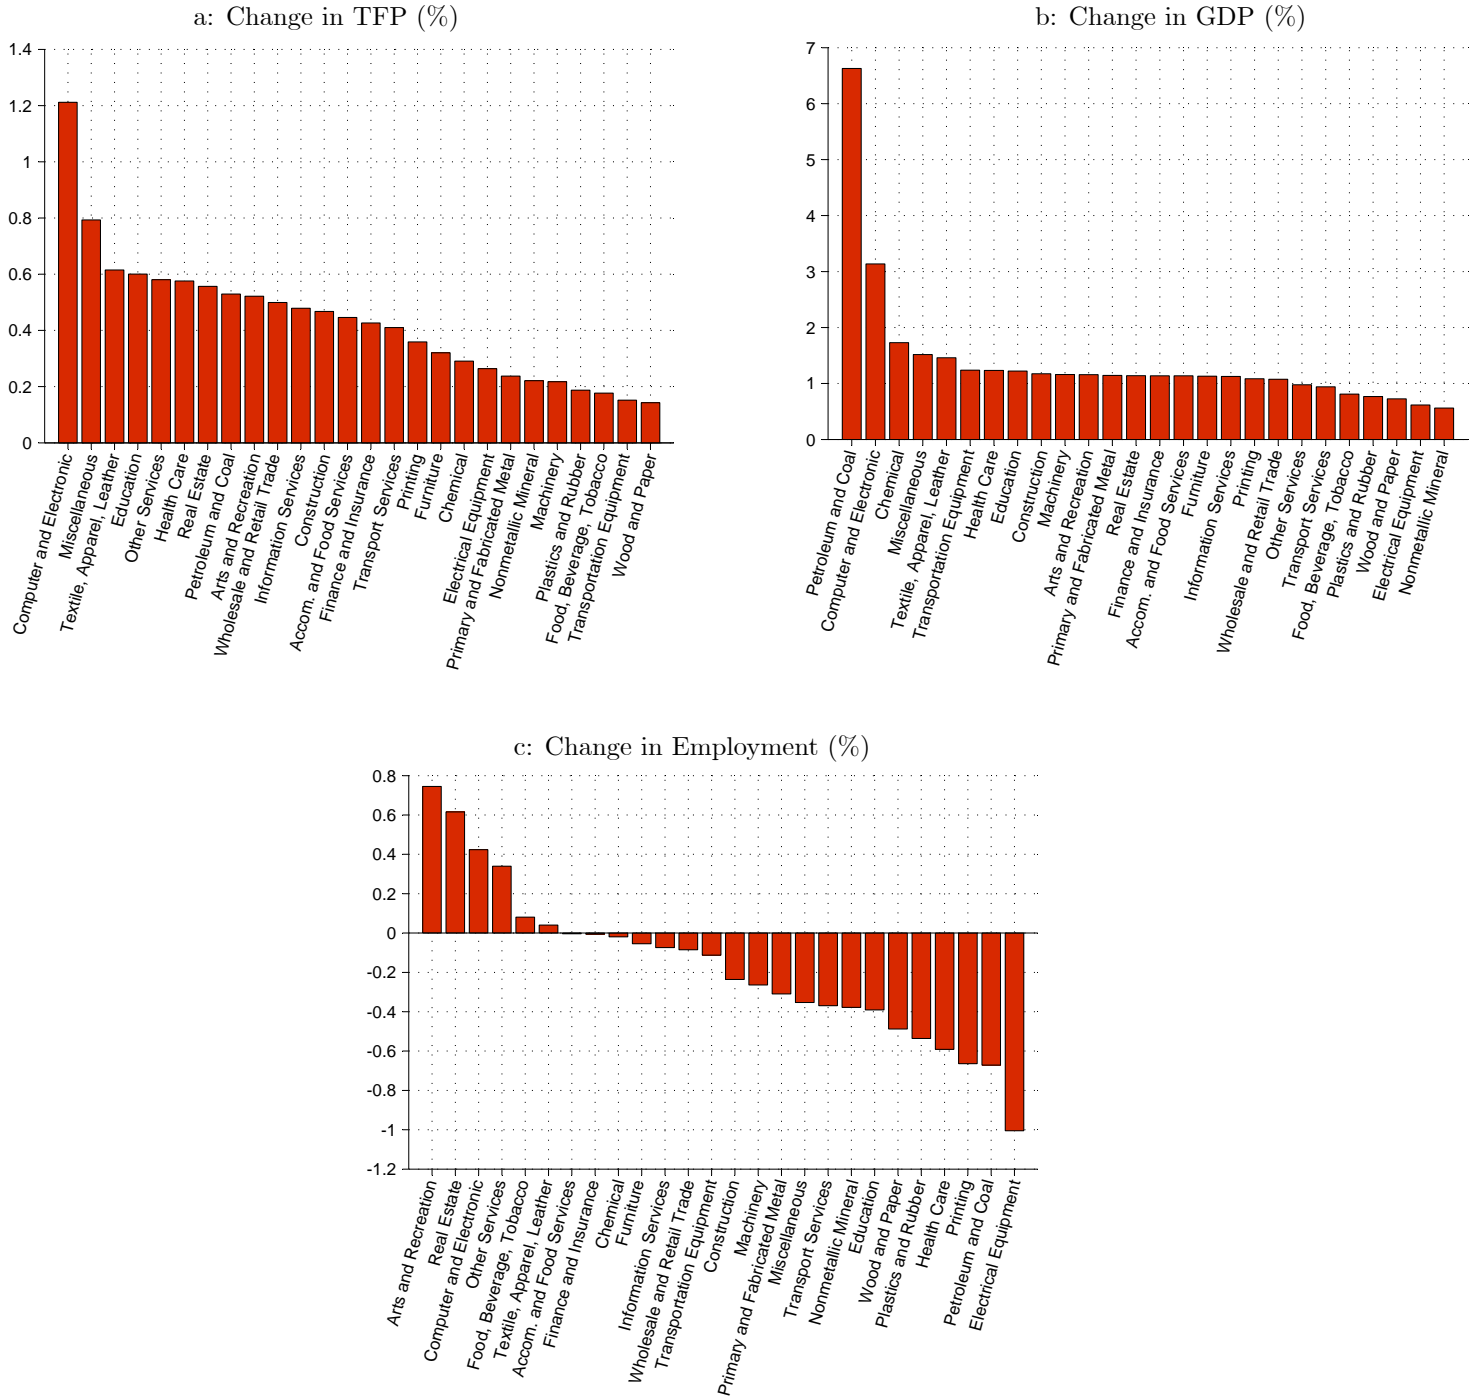 a: Change in TFP (%)
1.4
1.2
1
0.8
0.6
0.4
0.2
0
Computer and Electronic
Miscellaneous
Textile, Apparel, Leather
Education
Other Services
Health Care
Real Estate
Petroleum and Coal
Arts and Recreation
Wholesale and Retail Trade
Information Services
Construction
Accom. and Food Services
Finance and Insurance
Transport Services
Printing
Furniture
Chemical
Electrical Equipment
Primary and Fabricated Metal
Nonmetallic Mineral
Machinery
Plastics and Rubber
Food, Beverage, Tobacco
Transportation Equipment
Wood and Paper
b: Change in GDP (%)
7
6
5
4
3
2
1
0
Petroleum and Coal
Computer and Electronic
Chemical
Miscellaneous
Textile, Apparel, Leather
Transportation Equipment
Health Care
Education
Construction
Machinery
Arts and Recreation
Primary and Fabricated Metal
Real Estate
Finance and Insurance
Accom. and Food Services
Furniture
Information Services
Printing
Wholesale and Retail Trade
Other Services
Transport Services
Food, Beverage, Tobacco
Plastics and Rubber
Wood and Paper
Electrical Equipment
Nonmetallic Mineral
c: Change in Employment (%)
0.8
0.6
0.4
0.2
0
-0.2
-0.4
-0.6
-0.8
-1
-1.2
Arts and Recreation
Real Estate
Computer and Electronic
Other Services
Food, Beverage, Tobacco
Textile, Apparel, Leather
Accom. and Food Services
Finance and Insurance
Chemical
Furniture
Information Services
Wholesale and Retail Trade
Transportation Equipment
Construction
Machinery
Primary and Fabricated Metal
Miscellaneous
Transport Services
Nonmetallic Mineral
Education
Wood and Paper
Plastics and Rubber
Health Care
Printing
Petroleum and Coal
Electrical Equipment